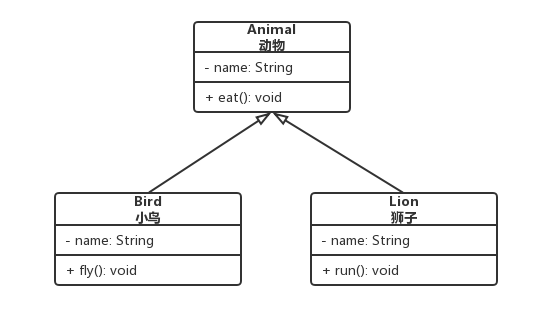 Animal
动物
- name: String
+ eat(): void
Bird
小鸟
- name: String
+ fly(): void
Lion
狮子
- name: String
+ run(): void